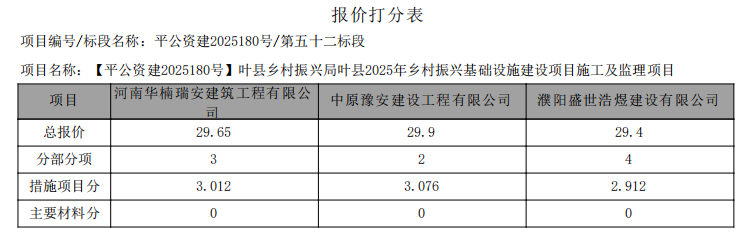 报价打分表
项目编号/标段名称: 平公资建2025180号/第五十二标段
项目名称: 【平公资建2025180号】叶县乡村振兴局叶县2025年乡村振兴基础设施建设项目施工及监理项目
项目 河南华楠瑞安建筑工程有限公司 中原豫安建设工程有限公司 濮阳盛世浩煜建设有限公司
总报价 29.65 29.9 29.4
分部分项 3 2 4
措施项目分 3.012 3.076 2.912
主要材料分 0 0 0